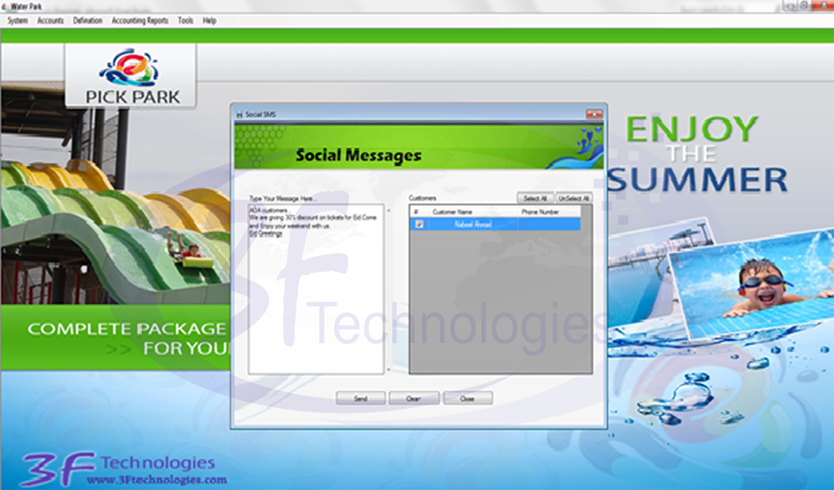 Water Park
System Accounts Defination Accounting Reports Tools Help
PICK PARK
Social SMS
Social Messages
ENJOY
THE
SUMMER
Type Your Message Here...
AOA customers
We are giving 30% discount on tickets for Eid Come
and Enjoy your weekend with us.
Eid Greetings
Customers
Select All UnSelect All
# Customer Name Phone Number
Nabeel Ahmad
3F Technologies
COMPLETE PACKAGE
>> FOR YOU
Send Clear Close
3F Technologies
www.3Ftechnologies.com